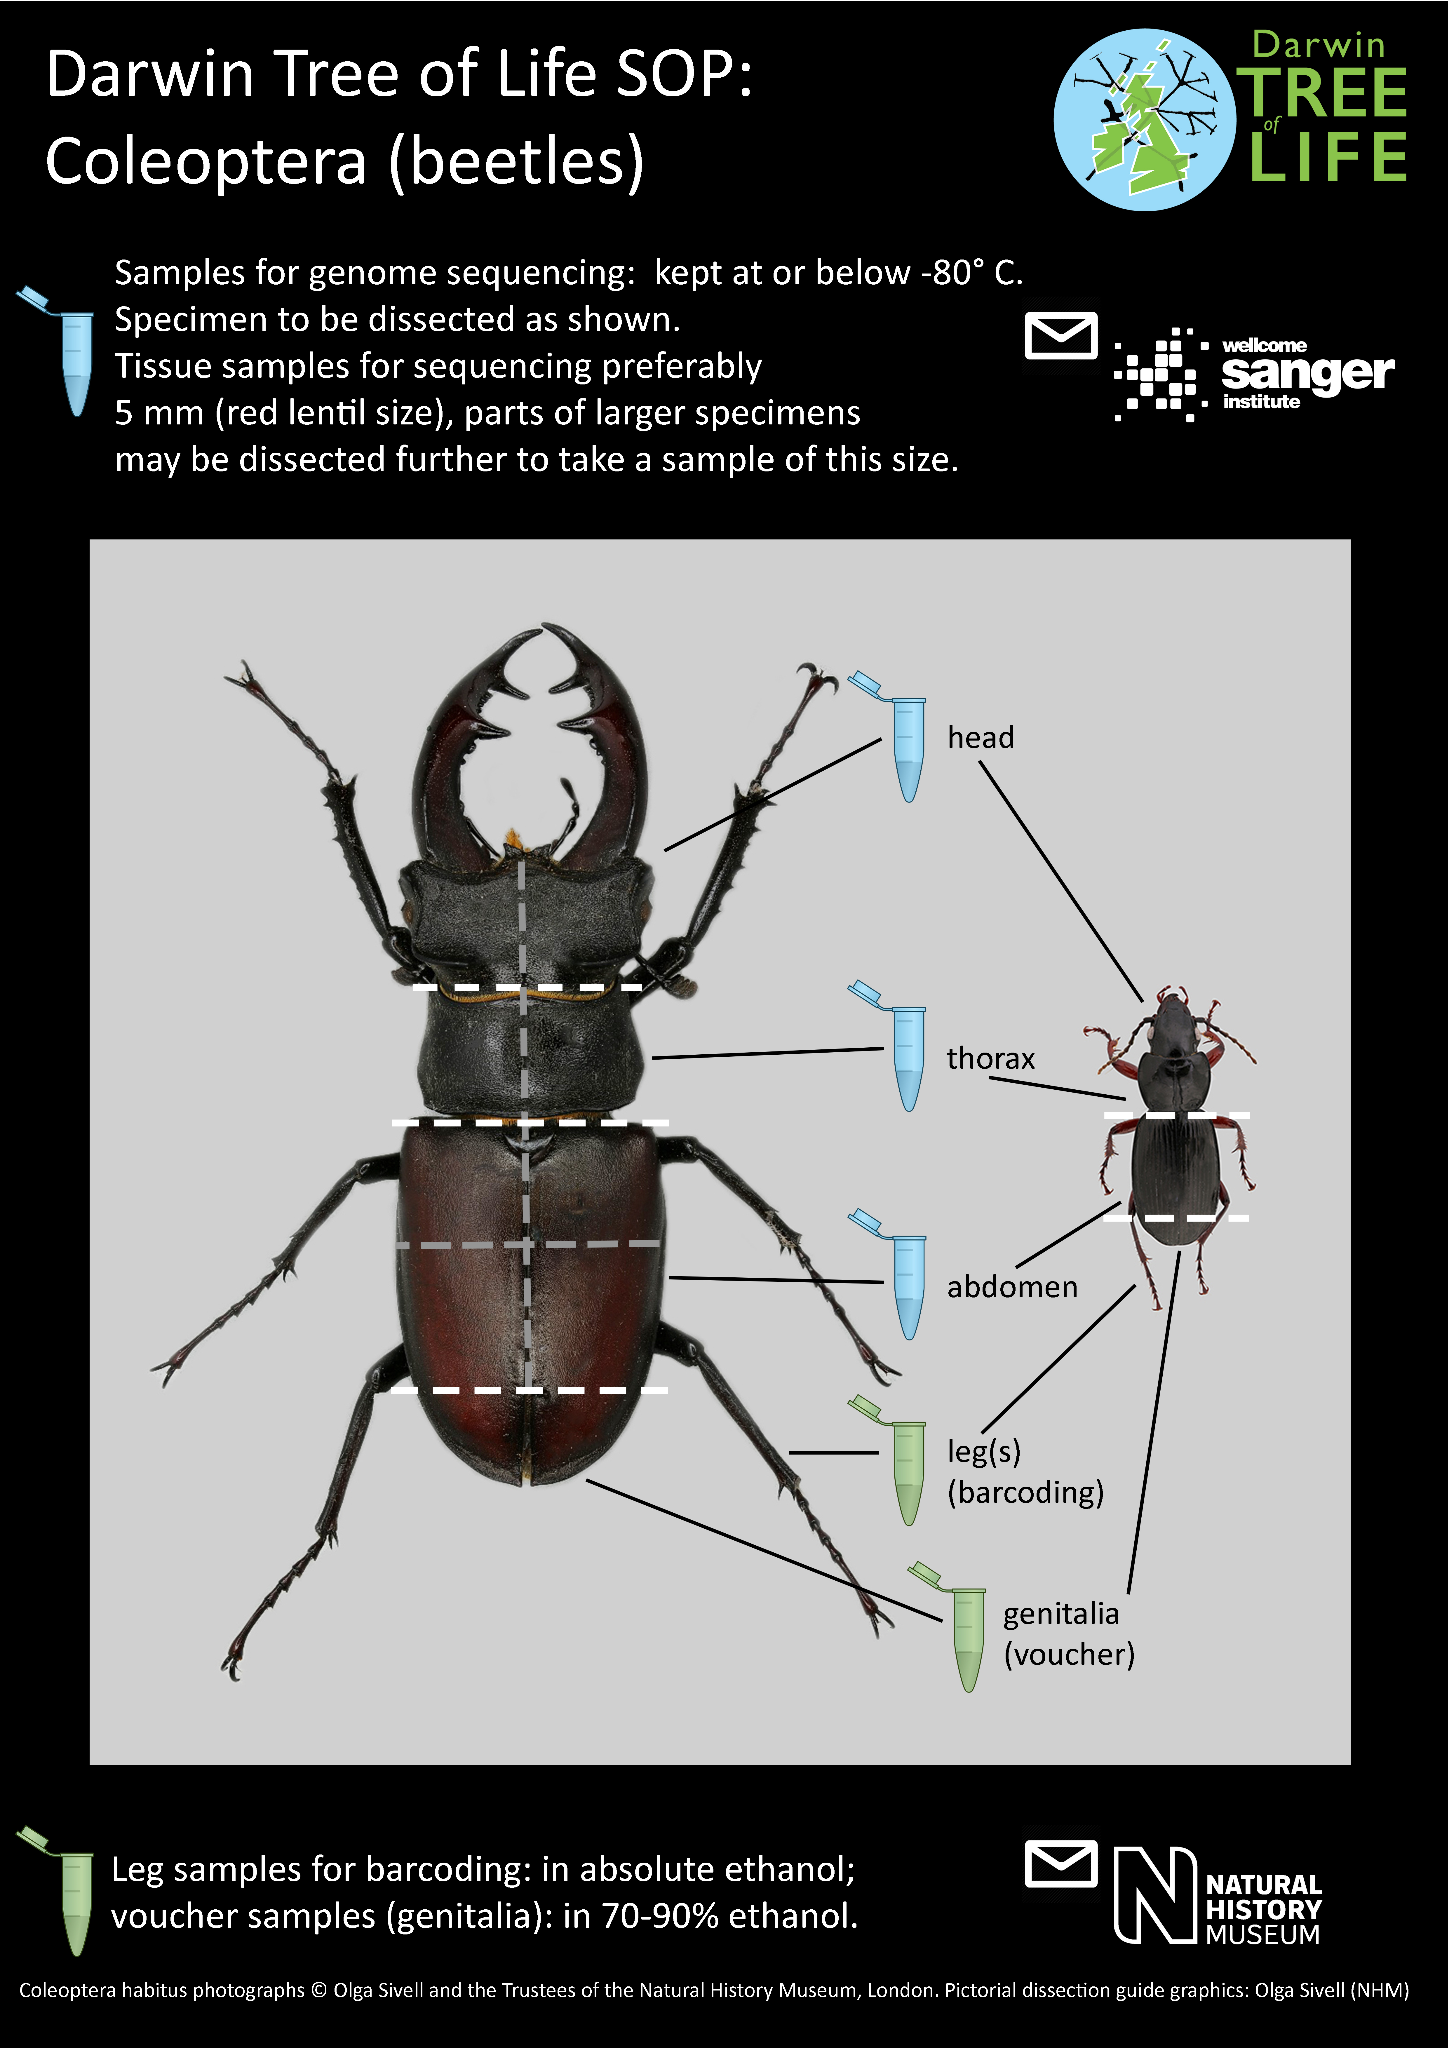 Darwin Tree of Life SOP:
Coleoptera (beetles)
Darwin
TREE
of
LIFE
Samples for genome sequencing:  kept at or below -80° C.
Specimen to be dissected as shown.
Tissue samples for sequencing preferably
5 mm (red lentil size), parts of larger specimens
may be dissected further to take a sample of this size.
wellcome
sanger
institute
head
thorax
abdomen
leg(s)
(barcoding)
genitalia
(voucher)
Leg samples for barcoding: in absolute ethanol;
voucher samples (genitalia): in 70-90% ethanol.
N
NATURAL
HISTORY
MUSEUM
Coleoptera habitus photographs © Olga Sivell and the Trustees of the Natural History Museum, London. Pictorial dissection guide graphics: Olga Sivell (NHM)